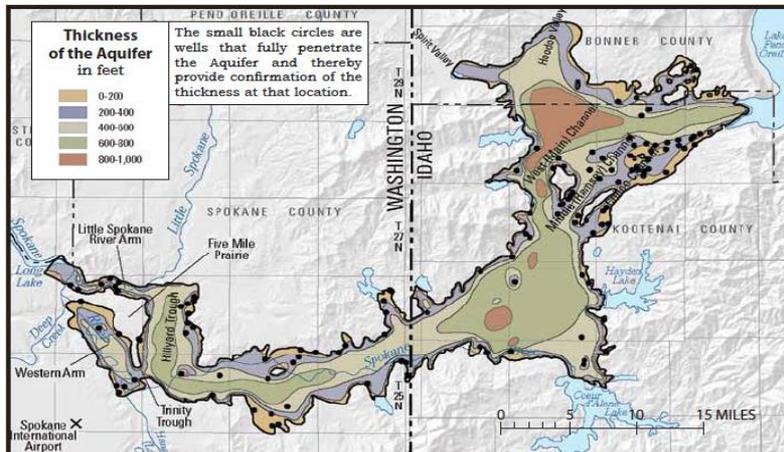 PEND OREILLE COUNTY
Thickness
of the Aquifer
in feet
0-200
200-400
400-600
600-800
800-1,000
The small black circles are
wells that fully penetrate
the Aquifer and thereby
provide confirmation of the
thickness at that location.
Spirit Valley
Hoodoo Valley
BONNER COUNTY
Lake
T
29
N
WASHINGTON
IDAHO
West (Main) Channel
Middle (Ramsey) Channel
Little Spokane
SPOKANE COUNTY
KOOTENAI COUNTY
T
27
N
Little Spokane
River Arm
Five Mile
Prairie
Spokane
Long
Lake
Hayden
Lake
Deep
Creek
Hillyard Trough
Western Arm
Spokane
T
25
N
Trinity
Trough
Coeur
d'Alene
Lake
Spokane
International
Airport
0 5 10 15 MILES